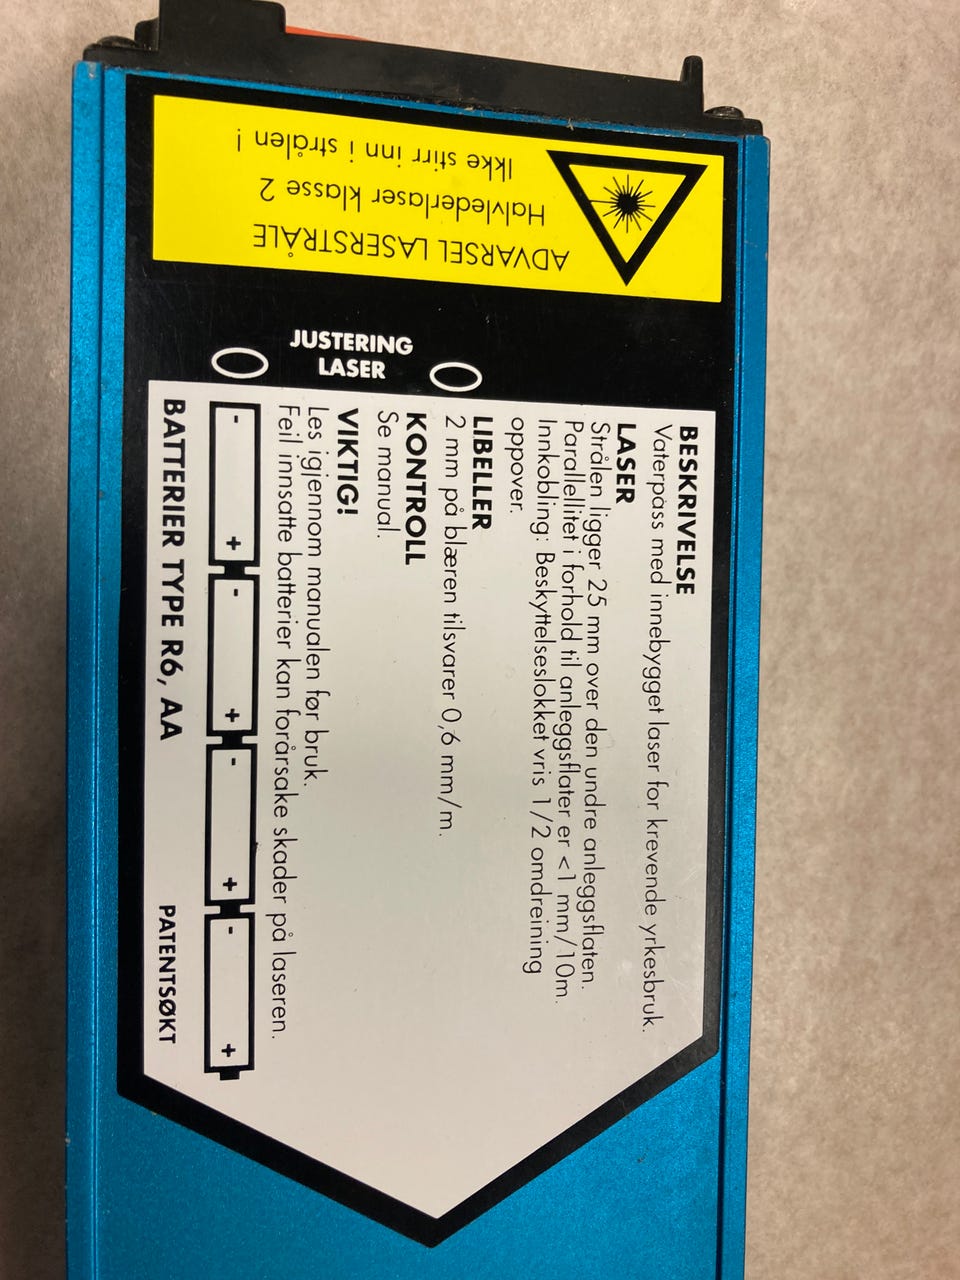 ADVARSEL LASERSTRÅLE
Halvlederlaser klasse 2
Ikke stirr inn i strålen !
JUSTERING
LASER
BESKRIVELSE
Vaterpass med innebygget laser for krevende yrkesbruk.
LASER
Strålen ligger 25 mm over den undre anleggsflaten.
Parallellitet i forhold til anleggsflater er <1 mm/10m.
Innkobling: Beskyttelseslokket vris 1/2 omdreining
oppover.
LIBELLER
2 mm på blæren tilsvarer 0,6 mm/m.
KONTROLL
Se manual.
VIKTIG!
Les igjennom manualen før bruk.
Feil innsatte batterier kan forårsake skader på laseren.
- + - + - + - +
BATTERIER TYPE R6, AA PATENTSØKT